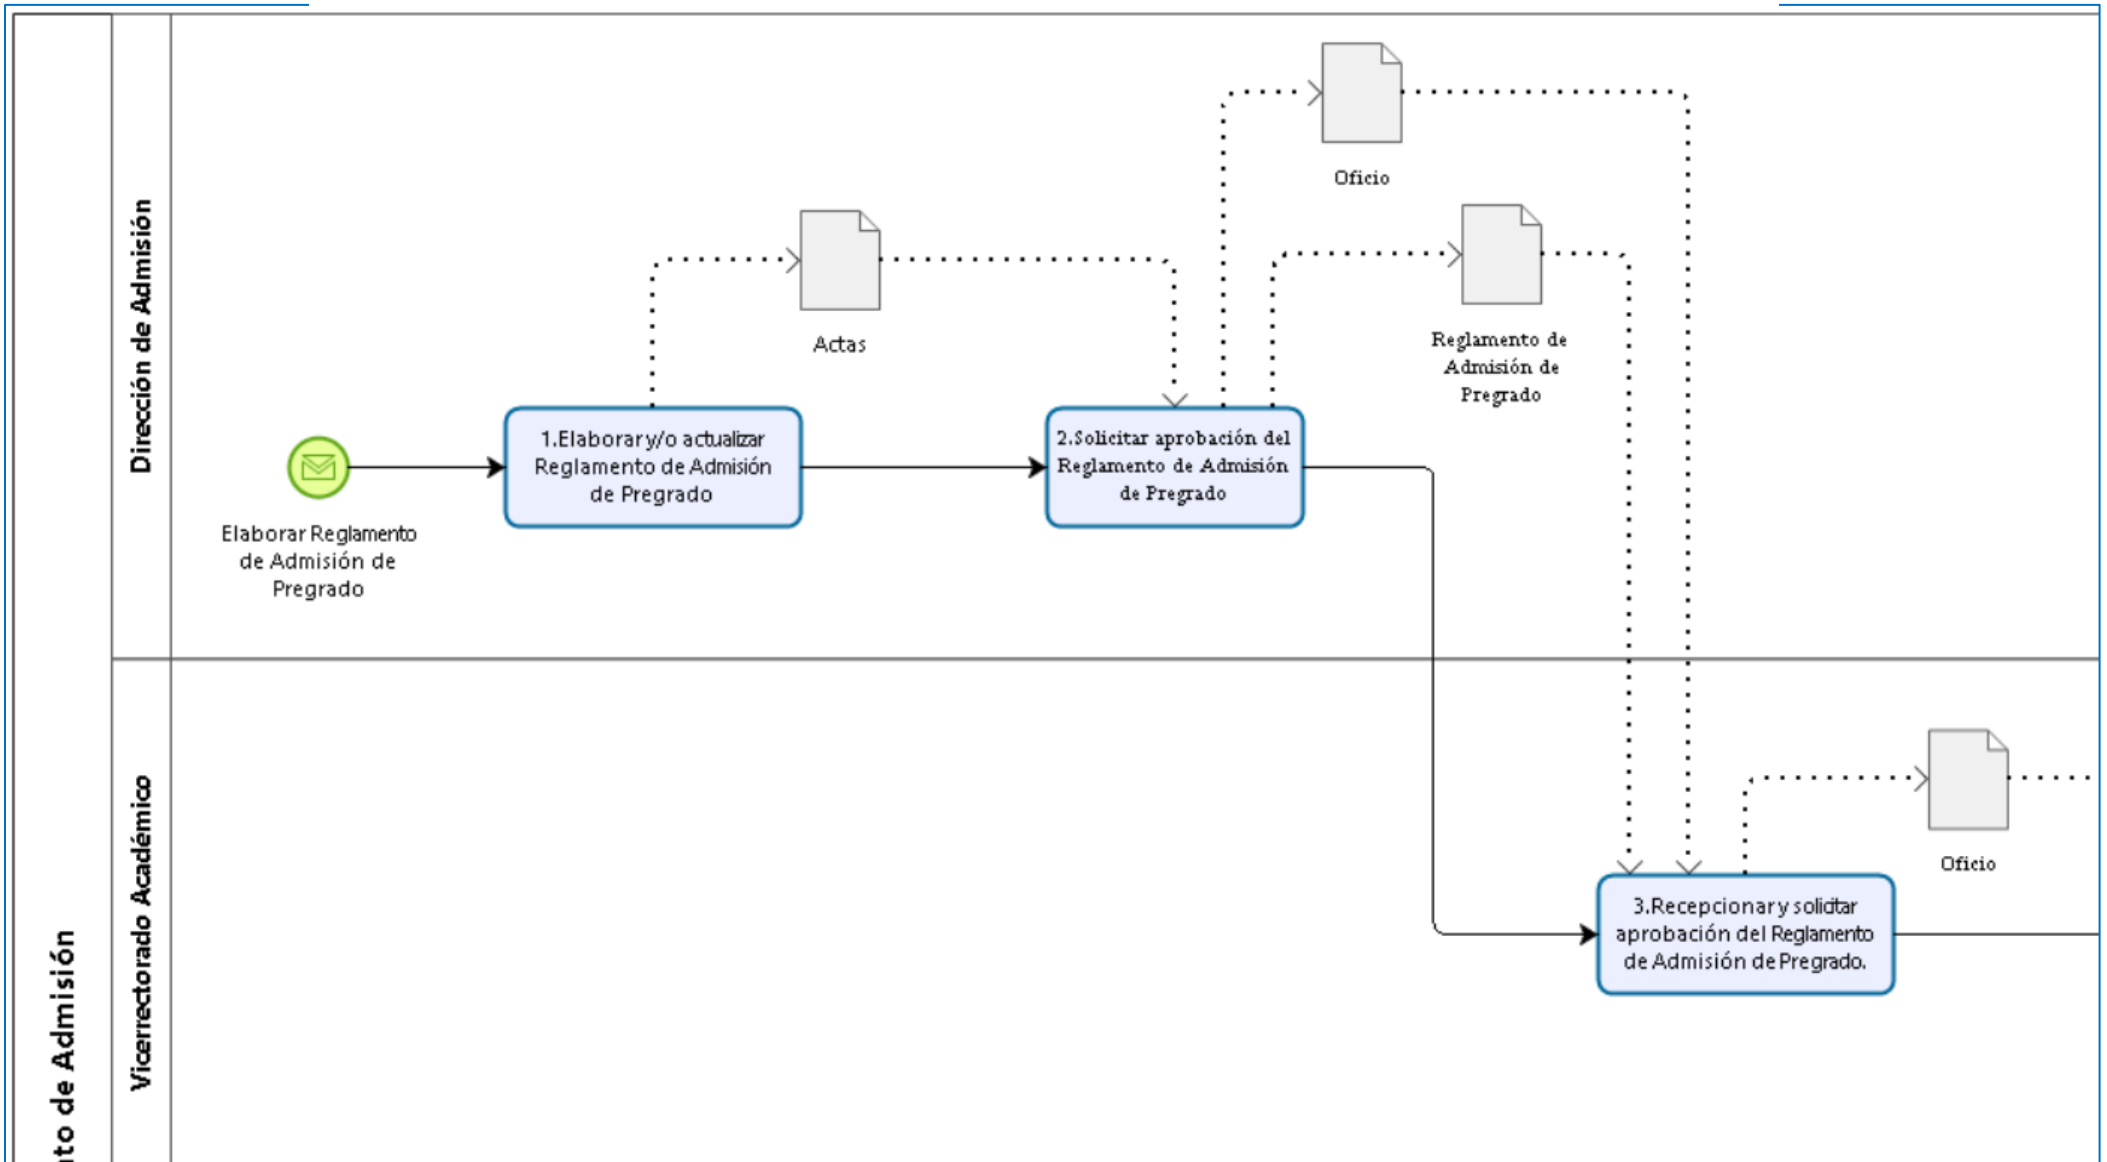 Dirección de Admisión
Oficio
Actas
Reglamento de
Admisión de
Pregrado
1.Elaborar y/o actualizar
Reglamento de Admisión
de Pregrado
2.Solicitar aprobación del
Reglamento de Admisión
de Pregrado
Elaborar Reglamento
de Admisión de
Pregrado
Vicerrectorado Académico
Oficio
3.Recepcionar y solicitar
aprobación del Reglamento
de Admisión de Pregrado.
de Admisión